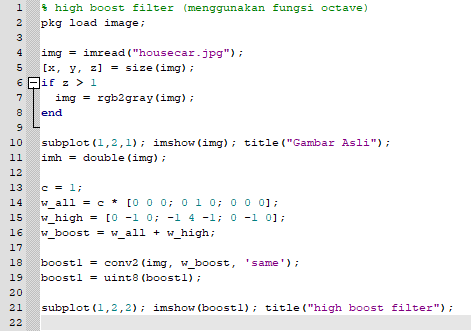 1 % high boost filter (menggunakan fungsi octave)
2 pkg load image;
3
4 img = imread("housecar.jpg");
5 [x, y, z] = size(img);
6 if z > 1
7 img = rgb2gray(img);
8 end
9
10 subplot(1,2,1); imshow(img); title("Gambar Asli");
11 imh = double(img);
12
13 c = 1;
14 w_all = c * [0 0 0; 0 1 0; 0 0 0];
15 w_high = [0 -1 0; -1 4 -1; 0 -1 0];
16 w_boost = w_all + w_high;
17
18 boost1 = conv2(img, w_boost, 'same');
19 boost1 = uint8(boost1);
20
21 subplot(1,2,2); imshow(boost1); title("high boost filter");
22